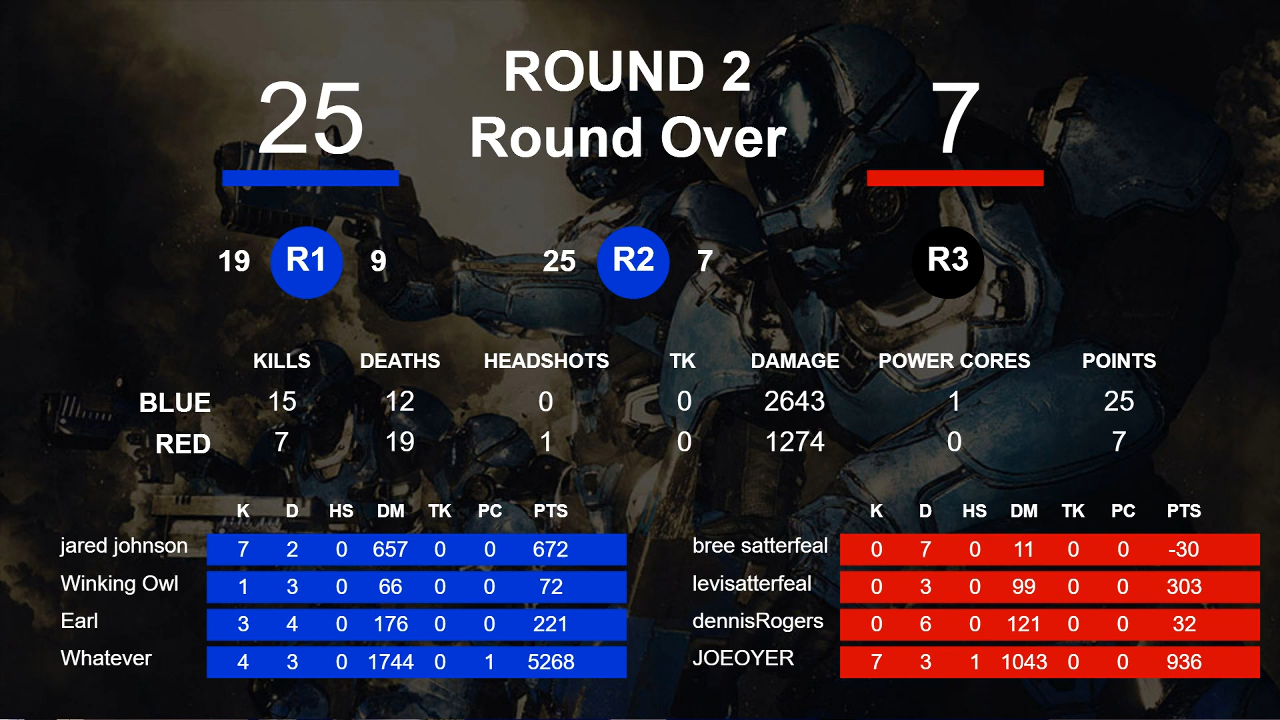 ROUND 2
25 Round Over 7
19 R1 9 25 R2 7 R3
KILLS DEATHS HEADSHOTS TK DAMAGE POWER CORES POINTS
BLUE 15 12 0 0 2643 1 25
RED 7 19 1 0 1274 0 7
K D HS DM TK PC PTS K D HS DM TK PC PTS
jared johnson 7 2 0 657 0 0 672 bree satterfeal 0 7 0 11 0 0 -30
Winking Owl 1 3 0 66 0 0 72 levisatterfeal 0 3 0 99 0 0 303
Earl 3 4 0 176 0 0 221 dennisRogers 0 6 0 121 0 0 32
Whatever 4 3 0 1744 0 1 5268 JOEOYER 7 3 1 1043 0 0 936